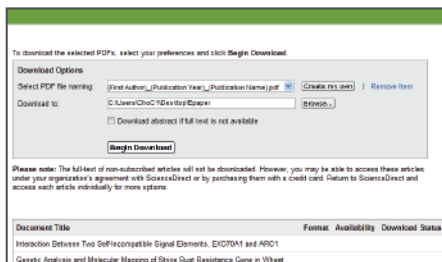 To download the selected PDFs, select your preferences and click Begin Download.
Download Options
Select PDF file naming: (First Author)_(Publication Year)_(Publication Name).pdf Create my own | Remove Item
Download to: C:/Users/ChoCY/Desktop/Epaper Browse...
Download abstract if full text is not available
Begin Download
Please note: The full-text of non-subscribed articles will not be downloaded. However, you may be able to access these articles
under your organization's agreement with ScienceDirect or by purchasing them with a credit card. Return to ScienceDirect and
access each article individually for more options.
Document Title Format Availability Download Status
Interaction Between Two Self-Incompatible Signal Elements, EXO70A1 and ARC1
Genetic Analysis and Molecular Mapping of Stripe Rust Resistance Gene in Wheat